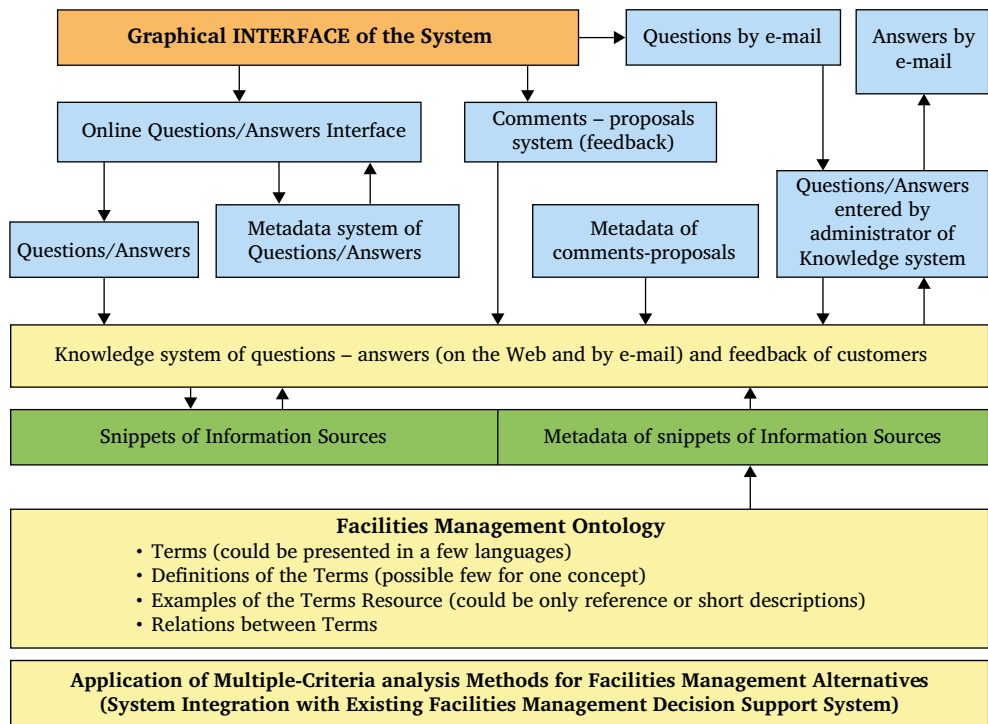 Graphical INTERFACE of the System
Questions by e-mail
Answers by
e-mail
Online Questions/Answers Interface
Comments – proposals
system (feedback)
Questions/Answers
Metadata system of
Questions/Answers
Metadata of
comments-proposals
Questions/Answers
entered by
administrator of
Knowledge system
Knowledge system of questions – answers (on the Web and by e-mail) and feedback of customers
Snippets of Information Sources
Metadada of snippets of Information Sources
Facilities Management Ontology
• Terms (could be presented in a few languages)
• Definitions of the Terms (possible few for one concept)
• Examples of the Terms Resource (could be only reference or short descriptions)
• Relations between Terms
Application of Multiple-Criteria analysis Methods for Facilities Management Alternatives
(System Integration with Existing Facilities Management Decision Support System)